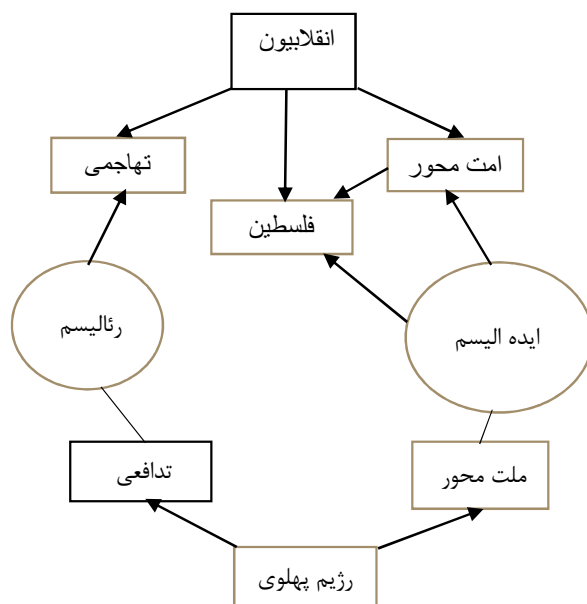 انقلابیون
امت محور
تهاجمی
فلسطین
ایده الیسم
رئالیسم
ملت محور
تدافعی
رژیم پهلوی